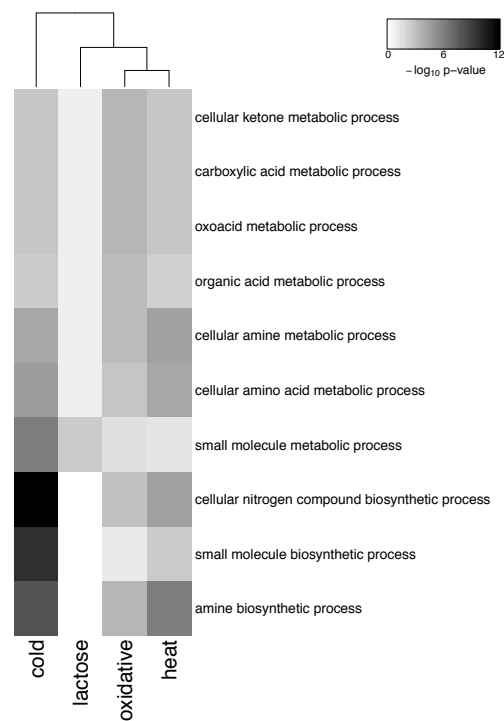 0 6 12
−log10 p−value
cellular ketone metabolic process
carboxylic acid metabolic process
oxoacid metabolic process
organic acid metabolic process
cellular amine metabolic process
cellular amino acid metabolic process
small molecule metabolic process
cellular nitrogen compound biosynthetic process
small molecule biosynthetic process
amine biosynthetic process
cold
lactose
oxidative
heat